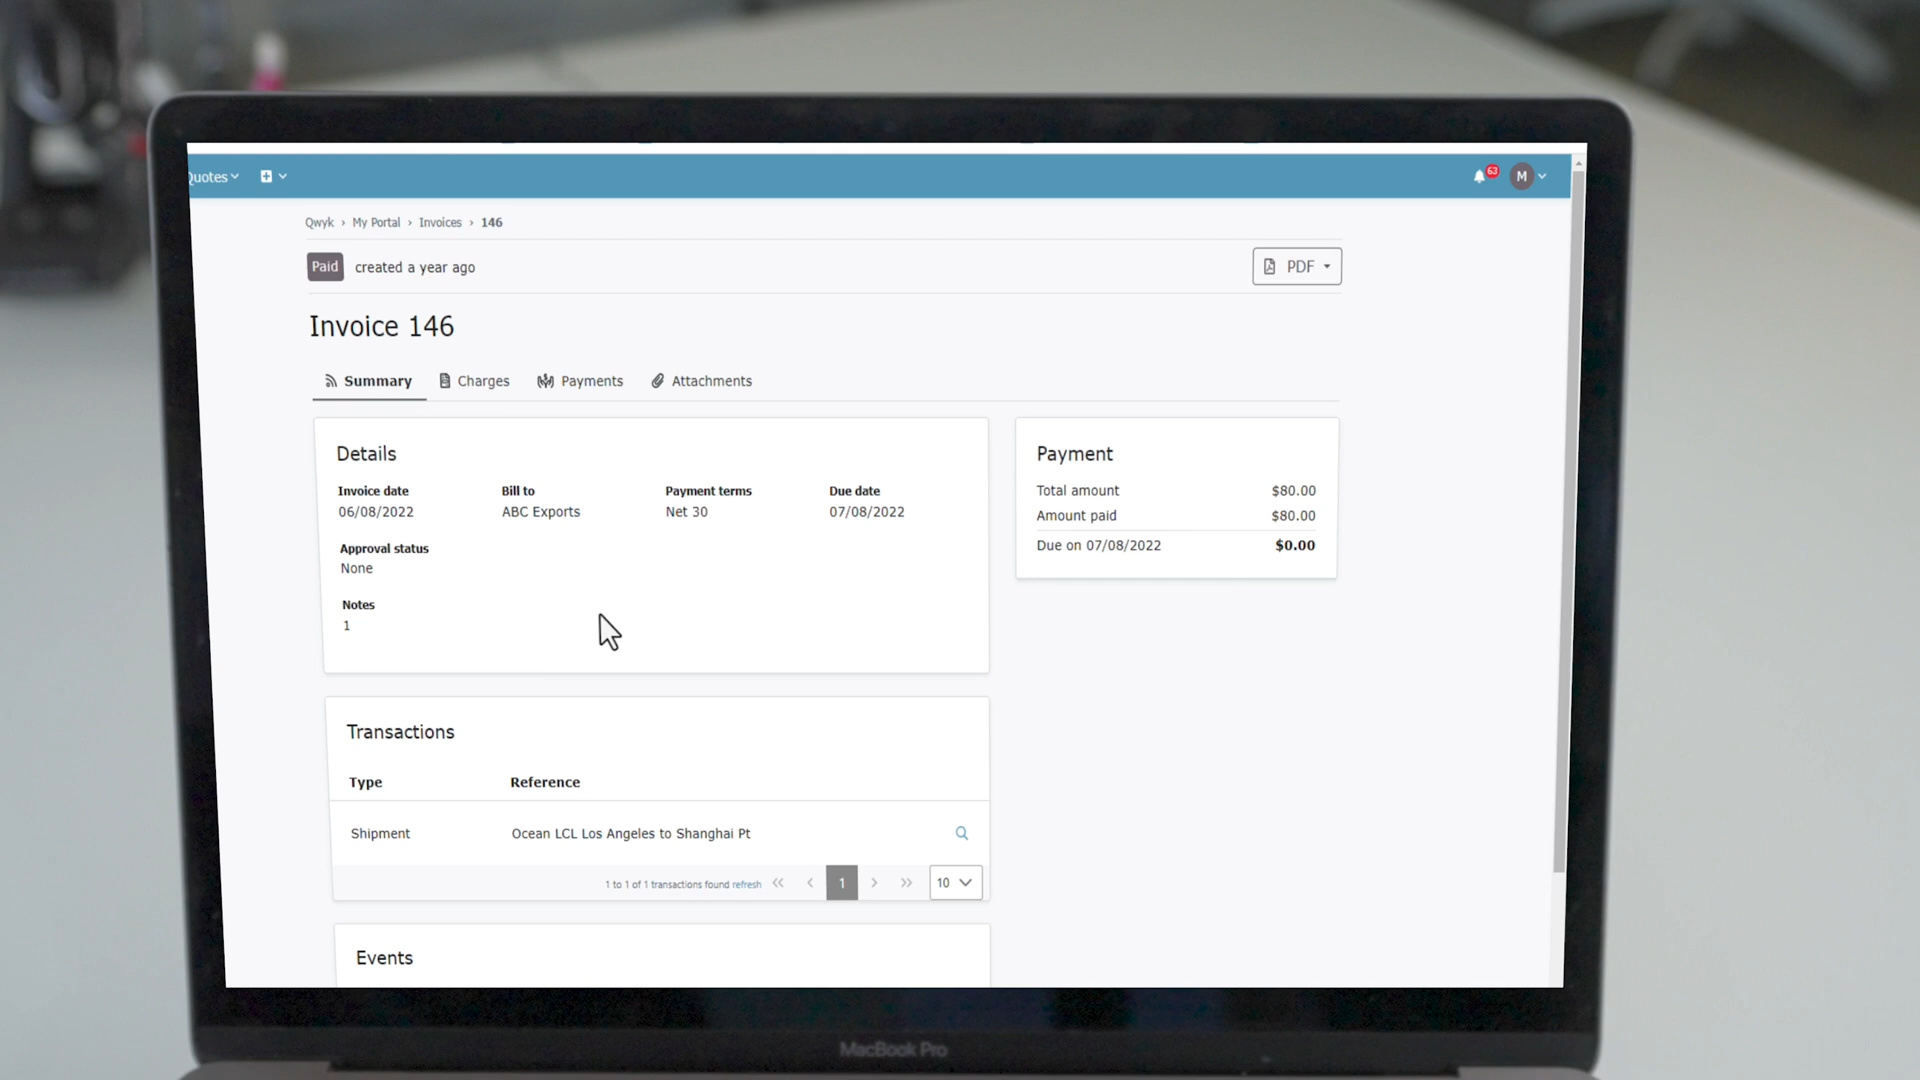 Quotes
63
M
Qwyk › My Portal › Invoices › 146
Paid created a year ago
PDF
Invoice 146
Summary Charges Payments Attachments
Details
Invoice date Bill to Payment terms Due date
06/08/2022 ABC Exports Net 30 07/08/2022
Approval status
None
Notes
1
Payment
Total amount $80.00
Amount paid $80.00
Due on 07/08/2022 $0.00
Transactions
Type Reference
Shipment Ocean LCL Los Angeles to Shanghai Pt
1 to 1 of 1 transactions found refresh « ‹ 1 › » 10
Events
MacBook Pro